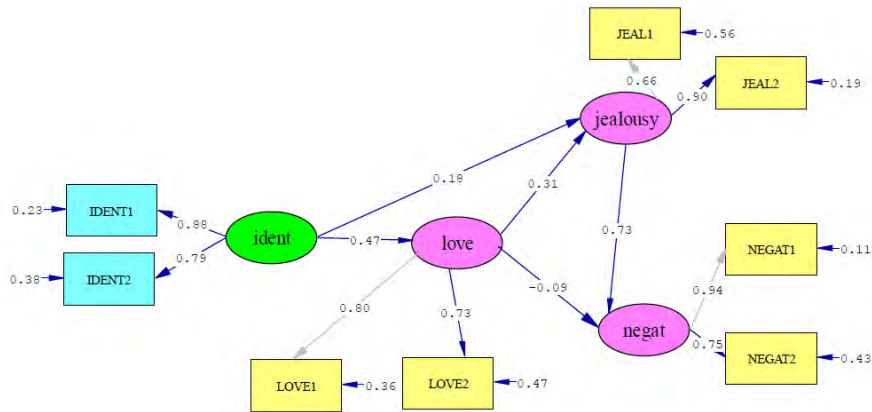 JEAL1
0.56
0.66
JEAL2
0.19
0.90
jealousy
0.18
0.31
0.23
IDENT1
0.88
ident
0.47
love
0.73
0.38
IDENT2
0.79
NEGAT1
0.11
-0.09
0.94
0.80
0.73
negat
0.75
NEGAT2
0.43
LOVE1
0.36
LOVE2
0.47